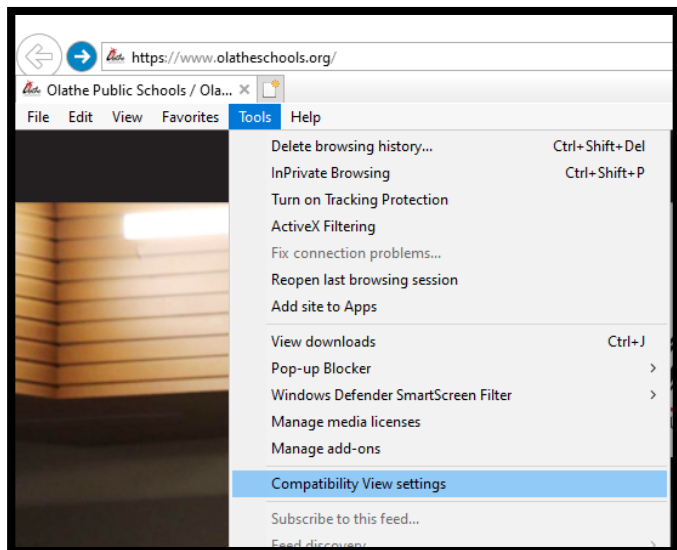 https://www.olatheschools.org/
Olathe Public Schools / Ola...
File Edit View Favorites Tools Help
Delete browsing history... Ctrl+Shift+Del
InPrivate Browsing Ctrl+Shift+P
Turn on Tracking Protection
ActiveX Filtering
Fix connection problems...
Reopen last browsing session
Add site to Apps
View downloads Ctrl+J
Pop-up Blocker
Windows Defender SmartScreen Filter
Manage media licenses
Manage add-ons
Compatibility View settings
Subscribe to this feed...
Feed discovery